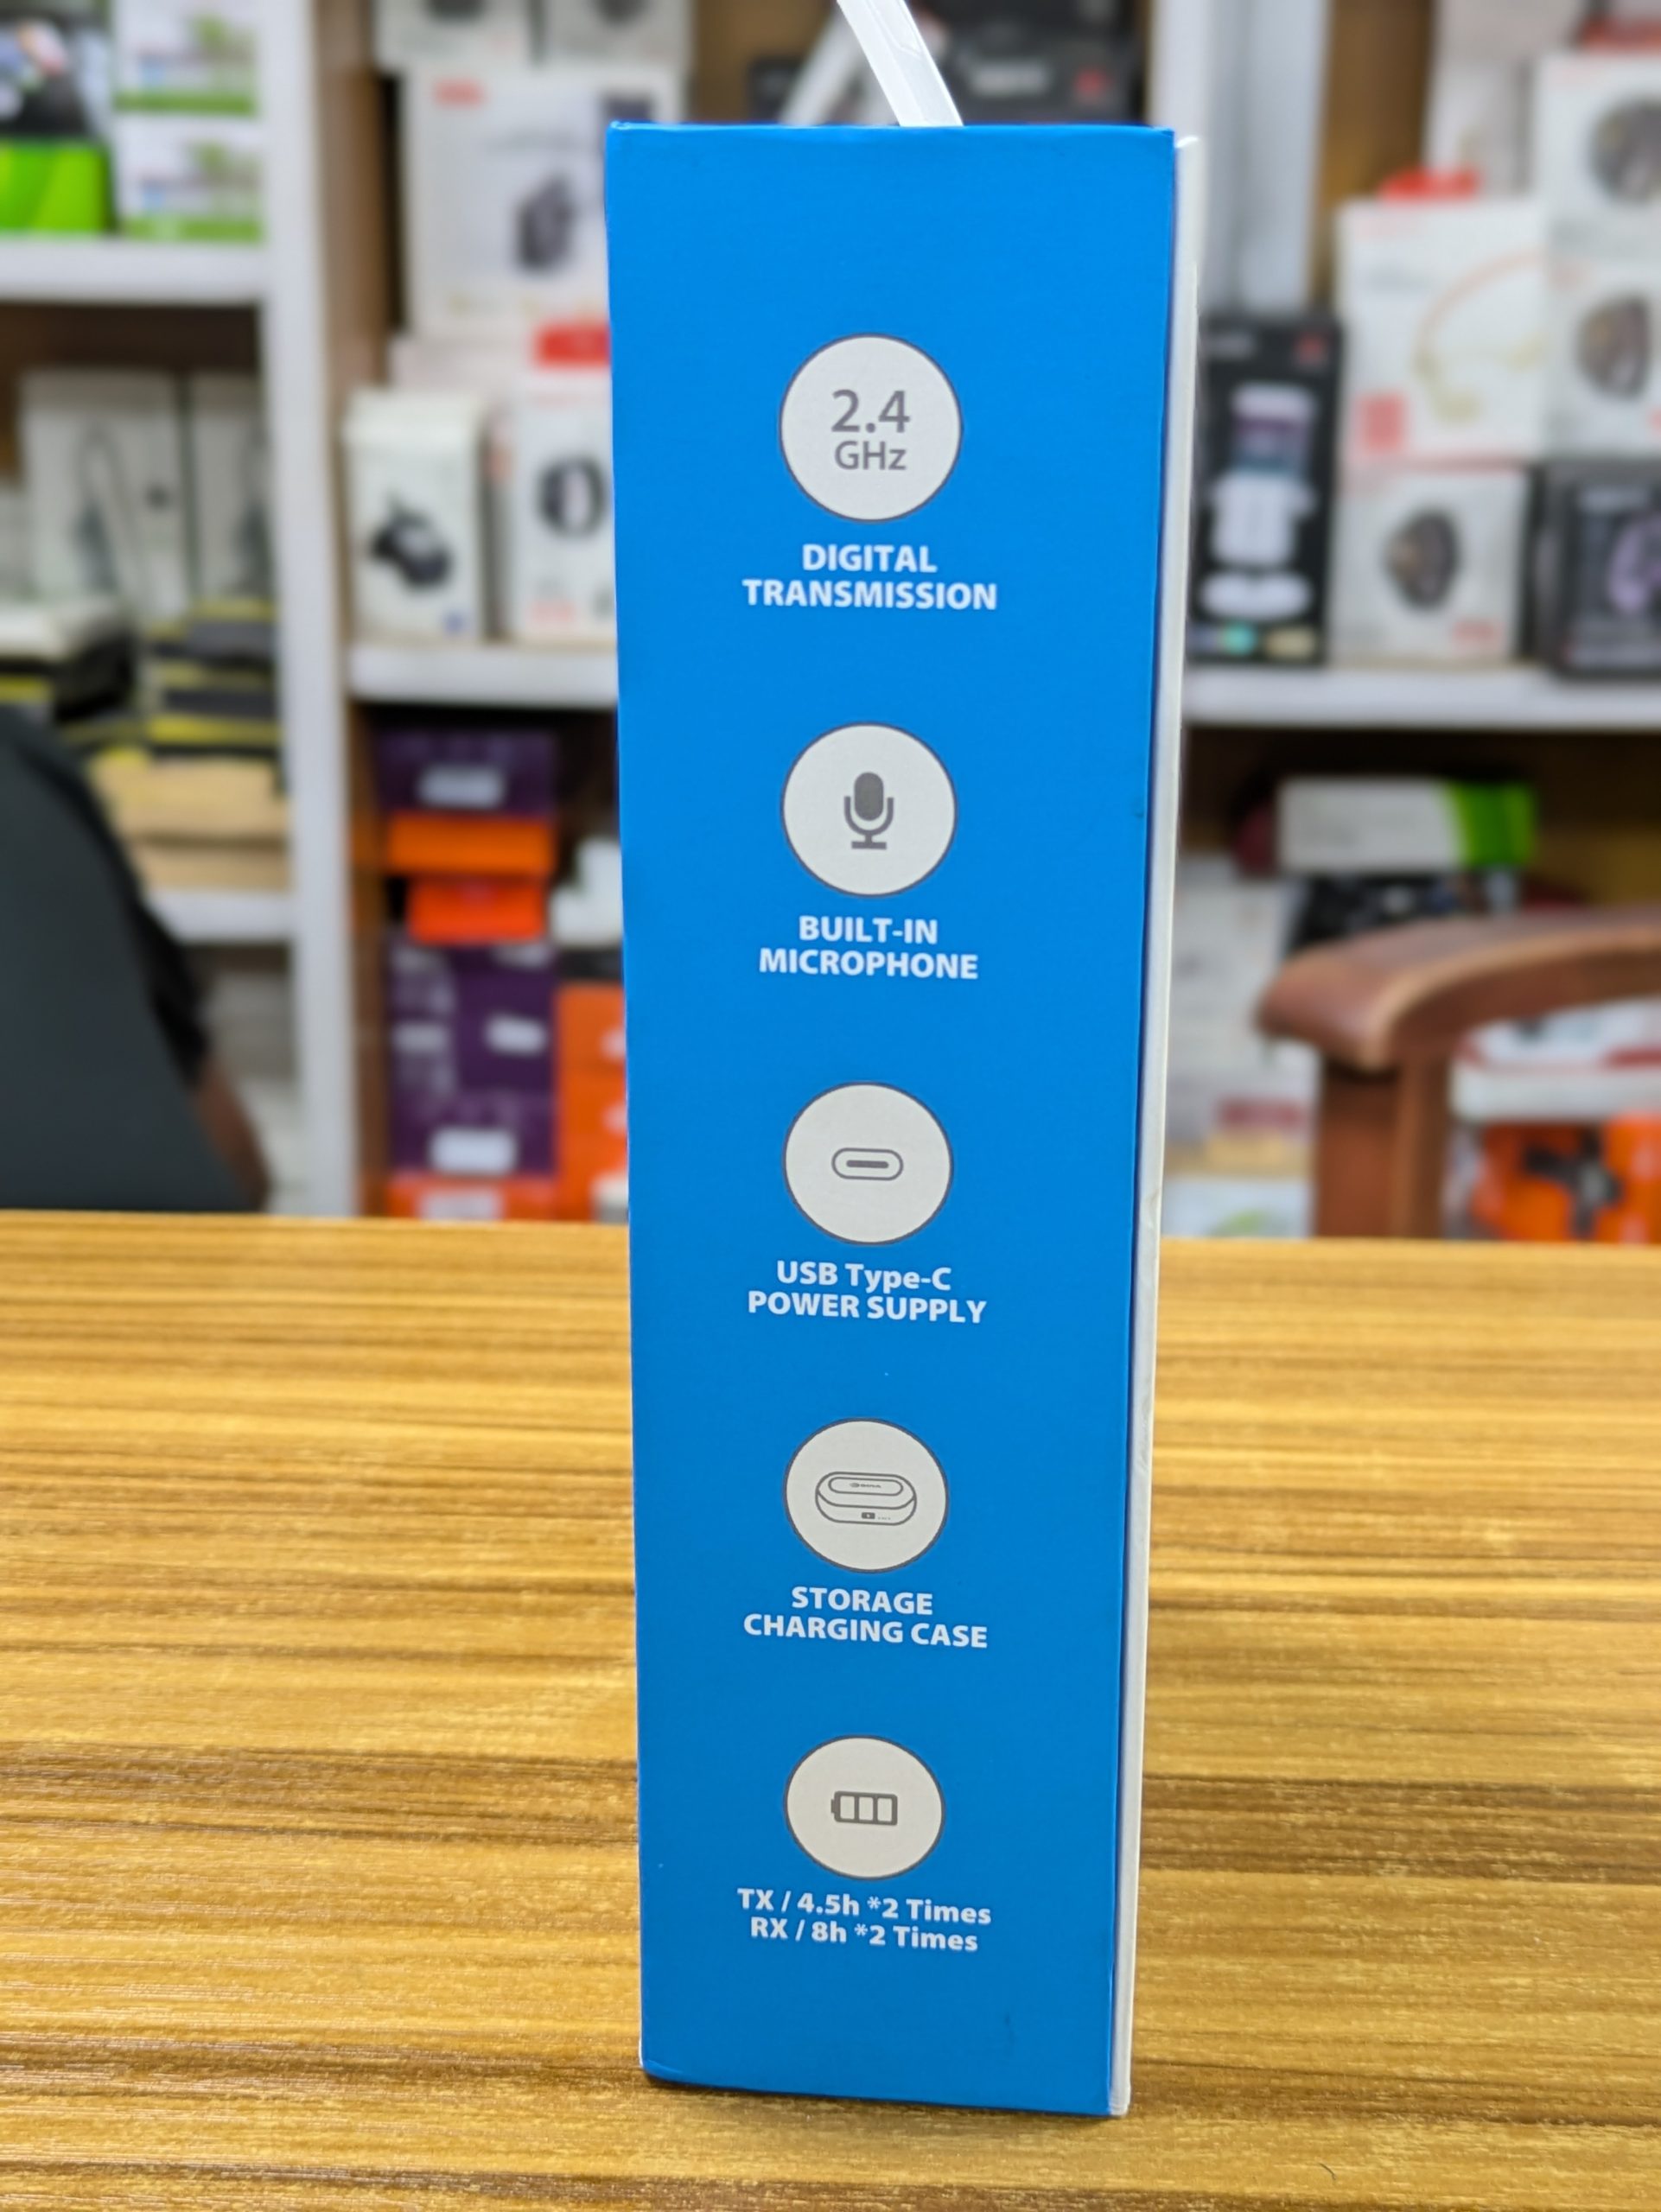 2.4
GHz
DIGITAL
TRANSMISSION
BUILT-IN
MICROPHONE
USB Type-C
POWER SUPPLY
STORAGE
CHARGING CASE
TX / 4.5h *2 Times
RX / 8h *2 Times